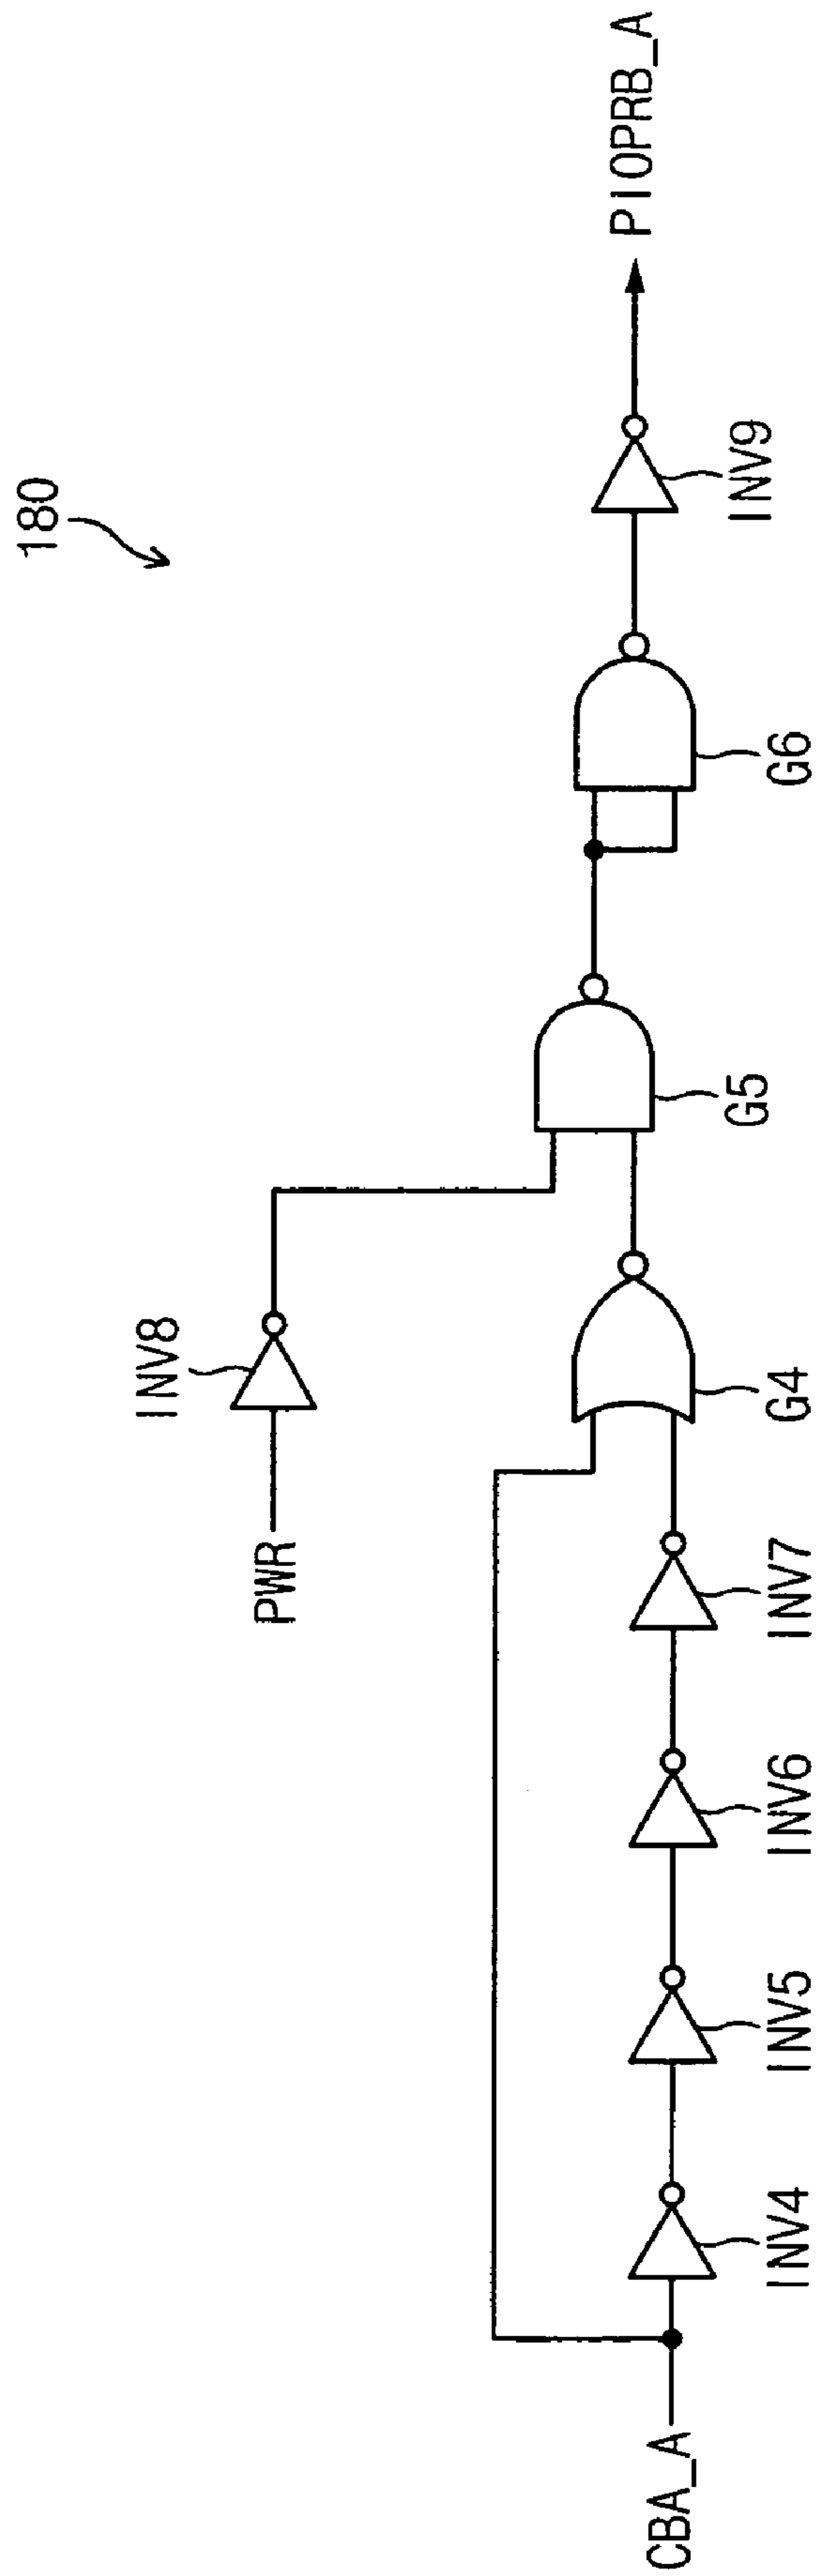 180
INV8
PWR
CBA_A
INV4
INV5
INV6
INV7
G4
G5
G6
INV9
PIOPRB_A